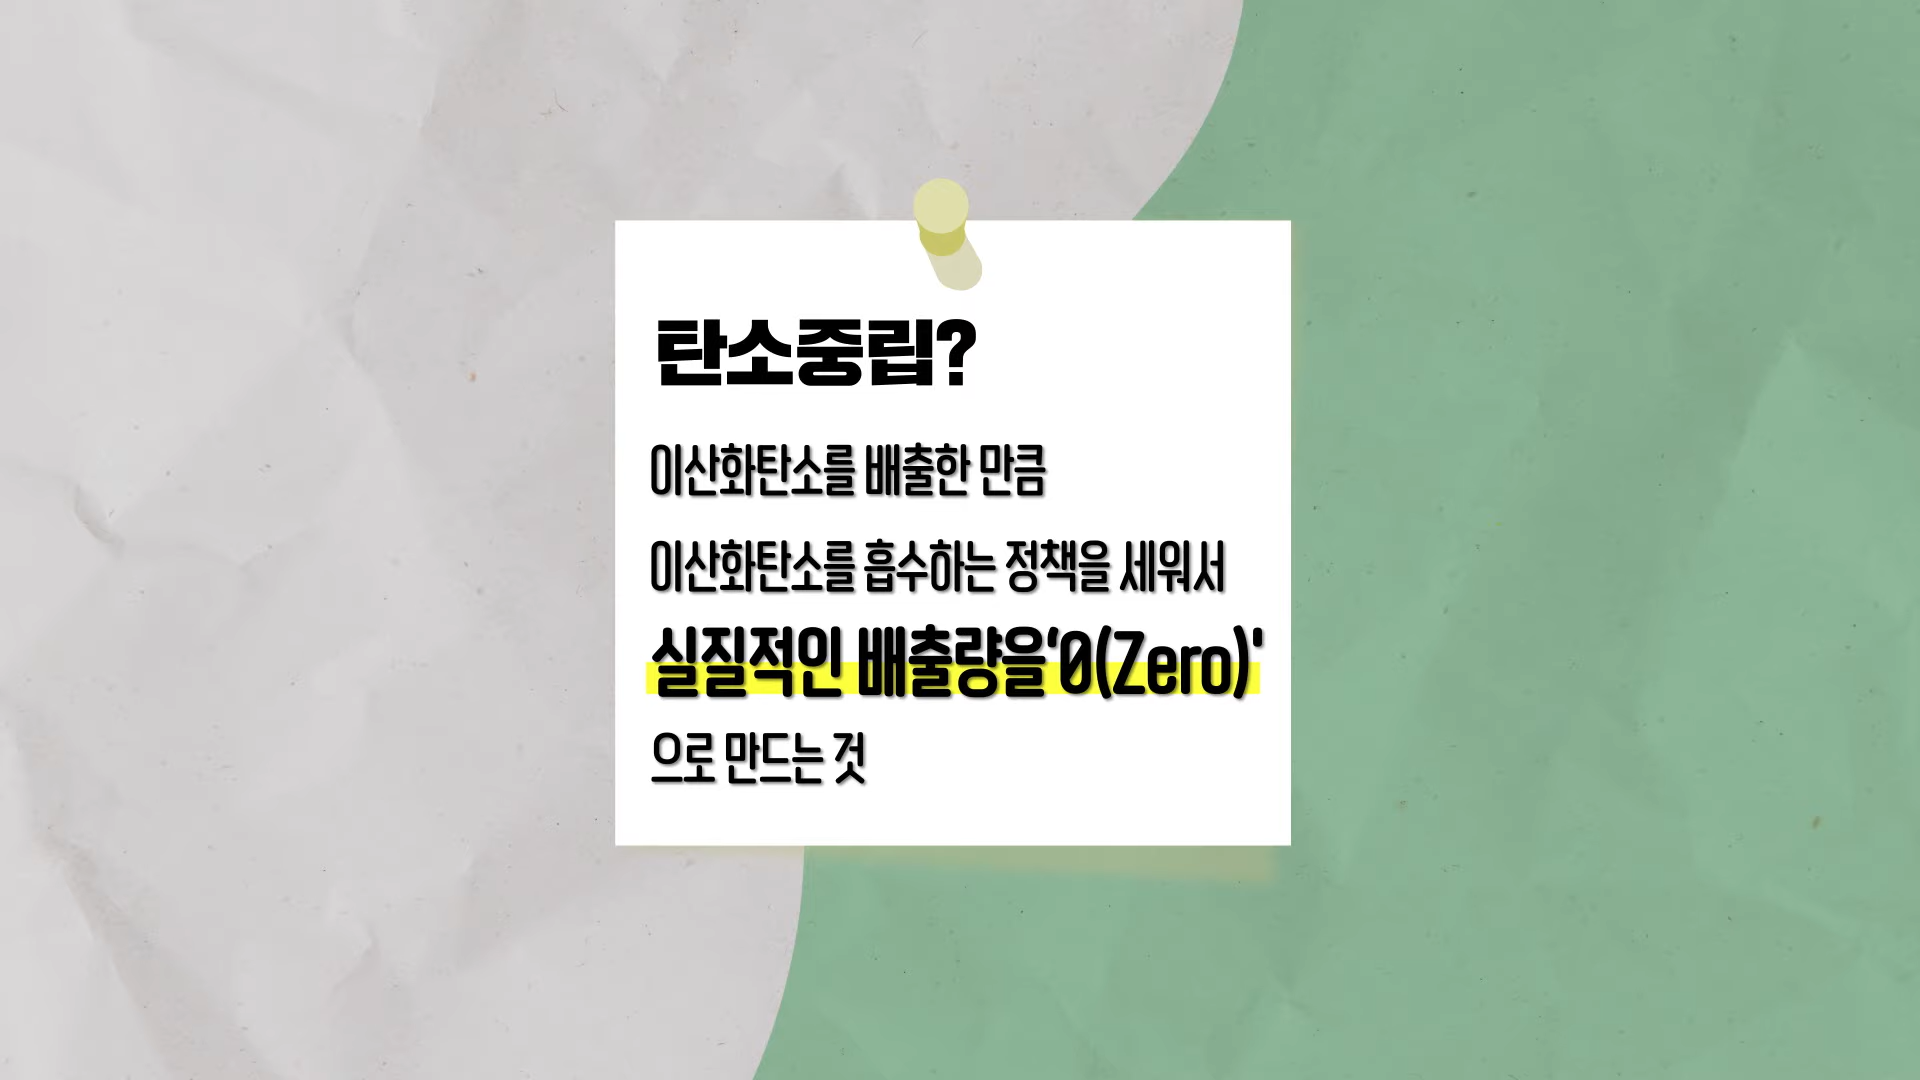 탄소중립?
이산화탄소를 배출한 만큼
이산화탄소를 흡수하는 정책을 세워서
실질적인 배출량을‘0(Zero)'
으로 만드는 것